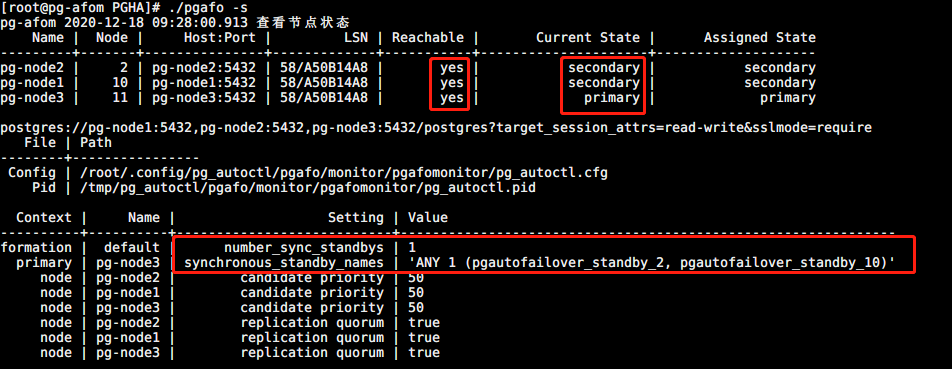 [root@pg-afom PGHA]# ./pgafo -s
pg-afom 2020-12-18 09:28:00.913 查看节点状态
Name | Node | Host:Port | LSN | Reachable | Current State | Assigned State
---------+-------+----------------+-------------+-----------+---------------------+--------------------
pg-node2 | 2 | pg-node2:5432 | 58/A50B14A8 | yes | secondary | secondary
pg-node1 | 10 | pg-node1:5432 | 58/A50B14A8 | yes | secondary | secondary
pg-node3 | 11 | pg-node3:5432 | 58/A50B14A8 | yes | primary | primary
postgres://pg-node1:5432,pg-node2:5432,pg-node3:5432/postgres?target_session_attrs=read-write&sslmode=require
File | Path
--------+----------------
Config | /root/.config/pg_autoctl/pgafo/monitor/pgafomonitor/pg_autoctl.cfg
Pid | /tmp/pg_autoctl/pgafo/monitor/pgafomonitor/pg_autoctl.pid
Context | Name | Setting | Value
----------+----------+---------------------------+-------------------------------------------------------------
formation | default | number_sync_standbys | 1
primary | pg-node3 | synchronous_standby_names | 'ANY 1 (pgautofailover_standby_2, pgautofailover_standby_10)'
node | pg-node2 | candidate priority | 50
node | pg-node1 | candidate priority | 50
node | pg-node3 | candidate priority | 50
node | pg-node2 | replication quorum | true
node | pg-node1 | replication quorum | true
node | pg-node3 | replication quorum | true